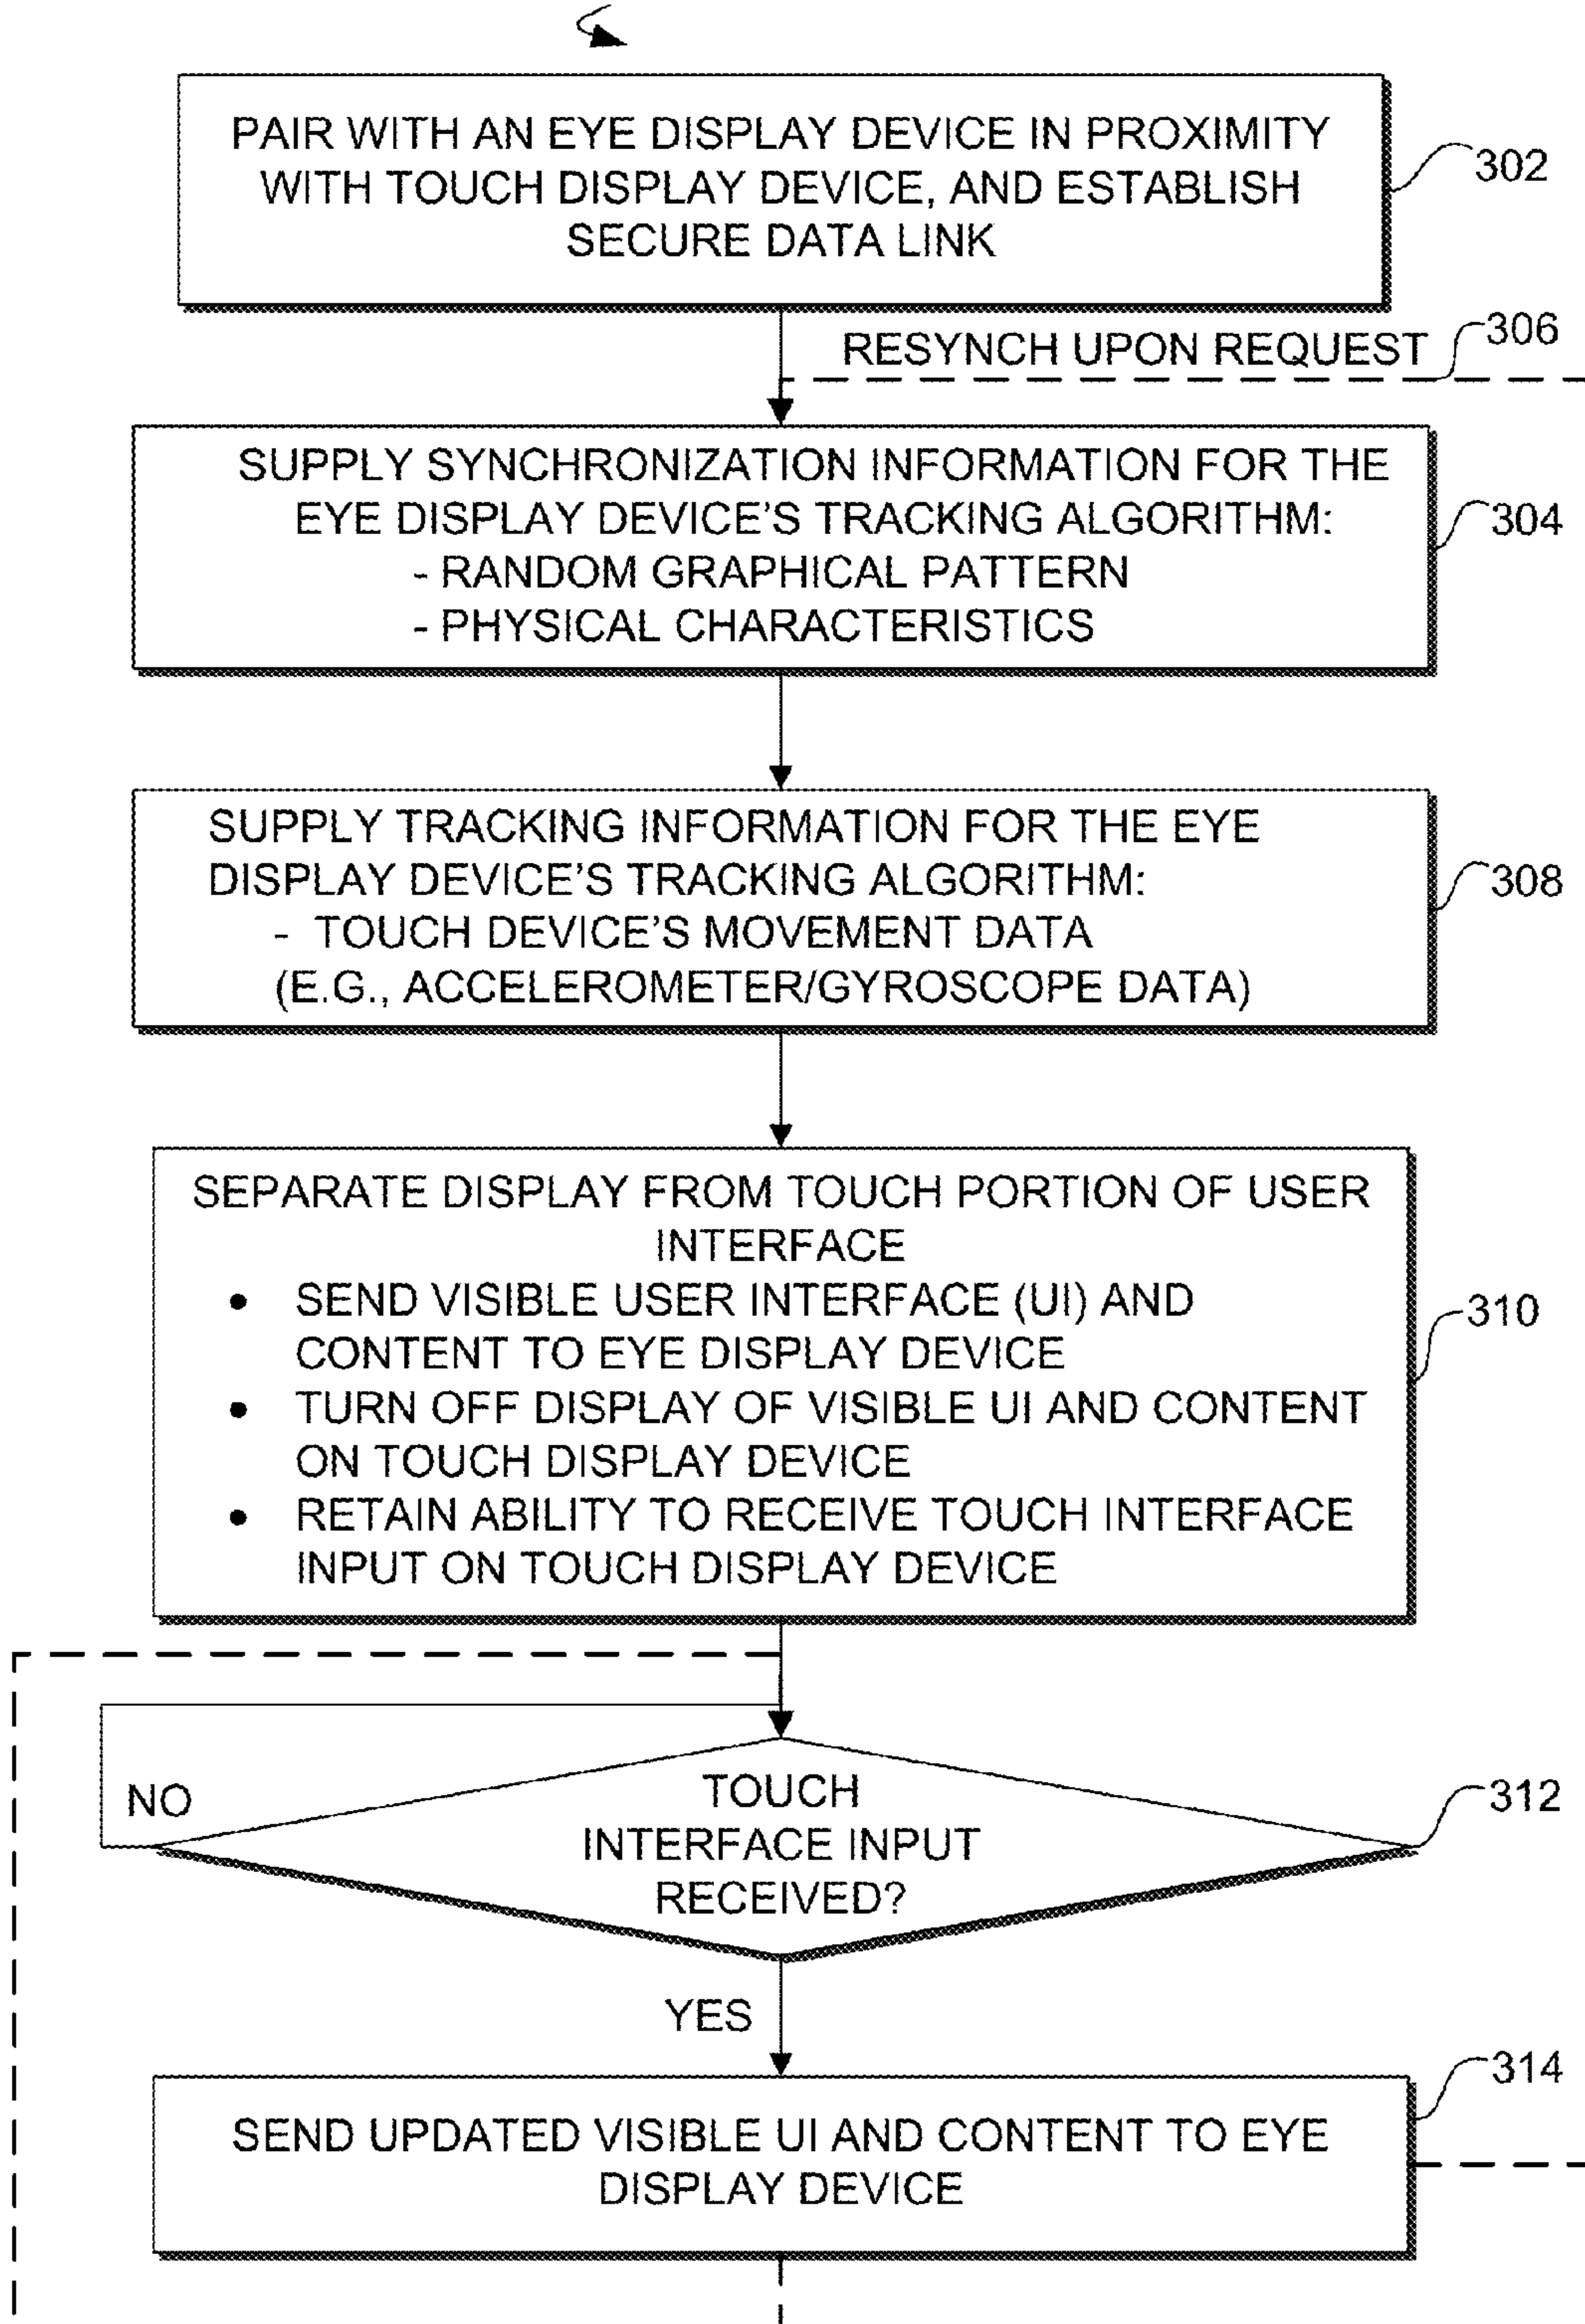 PAIR WITH AN EYE DISPLAY DEVICE IN PROXIMITY
WITH TOUCH DISPLAY DEVICE, AND ESTABLISH
SECURE DATA LINK
302
RESYNCH UPON REQUEST
306
SUPPLY SYNCHRONIZATION INFORMATION FOR THE
EYE DISPLAY DEVICE'S TRACKING ALGORITHM:
- RANDOM GRAPHICAL PATTERN
- PHYSICAL CHARACTERISTICS
304
SUPPLY TRACKING INFORMATION FOR THE EYE
DISPLAY DEVICE'S TRACKING ALGORITHM:
- TOUCH DEVICE'S MOVEMENT DATA
(E.G., ACCELEROMETER/GYROSCOPE DATA)
308
SEPARATE DISPLAY FROM TOUCH PORTION OF USER
INTERFACE
• SEND VISIBLE USER INTERFACE (UI) AND
CONTENT TO EYE DISPLAY DEVICE
• TURN OFF DISPLAY OF VISIBLE UI AND CONTENT
ON TOUCH DISPLAY DEVICE
• RETAIN ABILITY TO RECEIVE TOUCH INTERFACE
INPUT ON TOUCH DISPLAY DEVICE
310
NO
TOUCH
INTERFACE INPUT
RECEIVED?
312
YES
314
SEND UPDATED VISIBLE UI AND CONTENT TO EYE
DISPLAY DEVICE